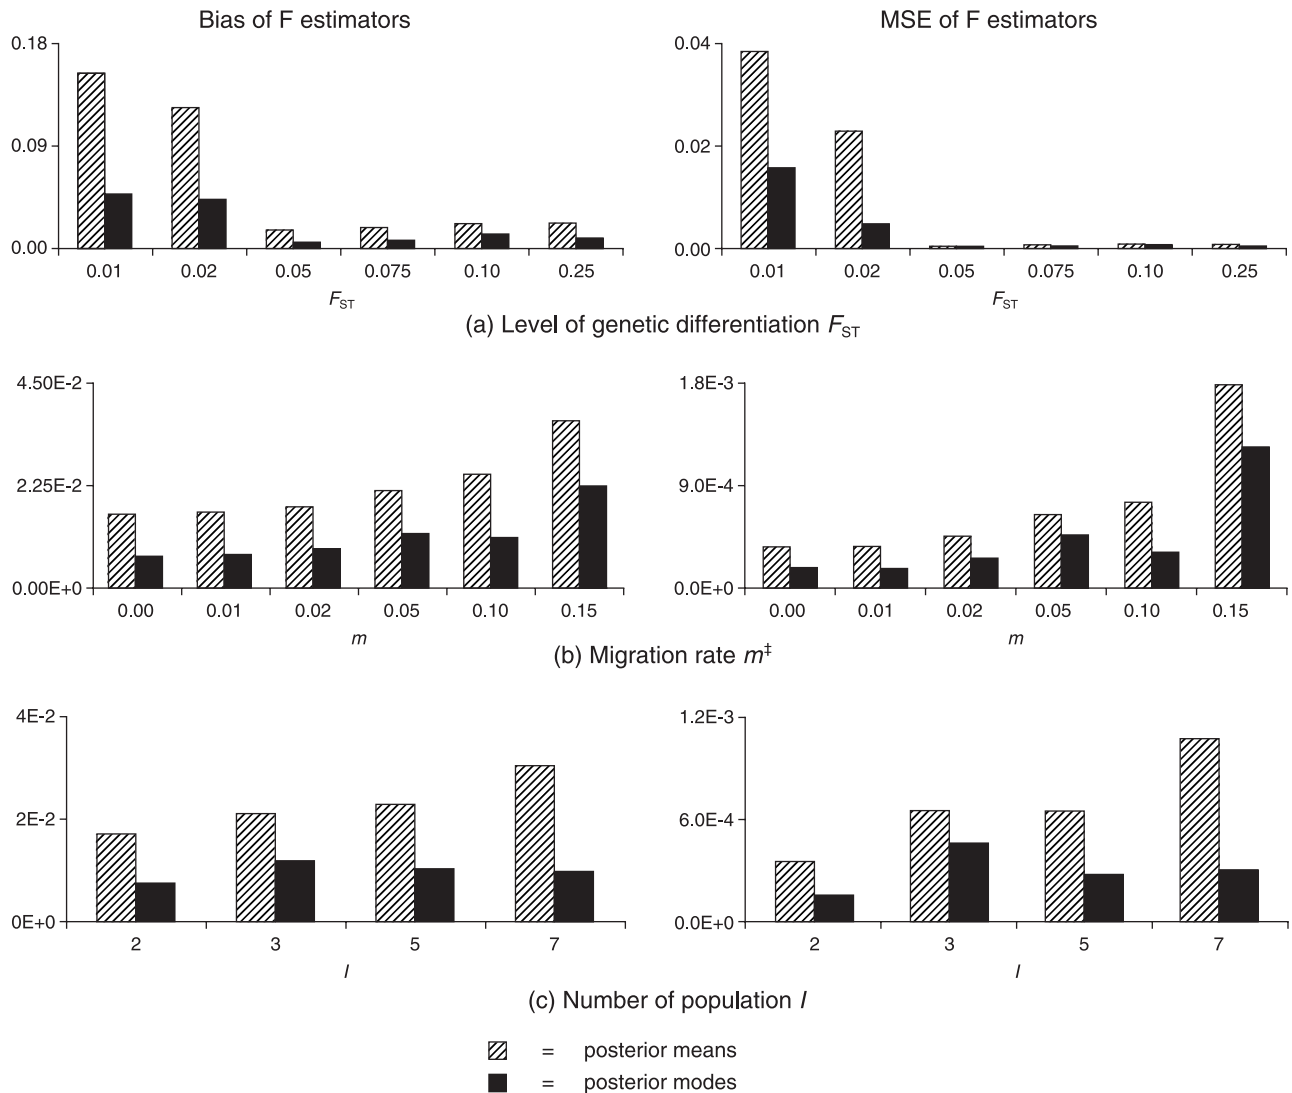 Bias of F estimators
MSE of F estimators
0.18
0.09
0.00
0.01 0.02 0.05 0.075 0.10 0.25
F_ST
0.04
0.02
0.00
0.01 0.02 0.05 0.075 0.10 0.25
F_ST
(a) Level of genetic differentiation F_ST
4.50E-2
2.25E-2
0.00E+0
0.00 0.01 0.02 0.05 0.10 0.15
m
1.8E-3
9.0E-4
0.0E+0
0.00 0.01 0.02 0.05 0.10 0.15
m
(b) Migration rate m‡
4E-2
2E-2
0E+0
2 3 5 7
I
1.2E-3
6.0E-4
0.0E+0
2 3 5 7
I
(c) Number of population I
= posterior means
= posterior modes